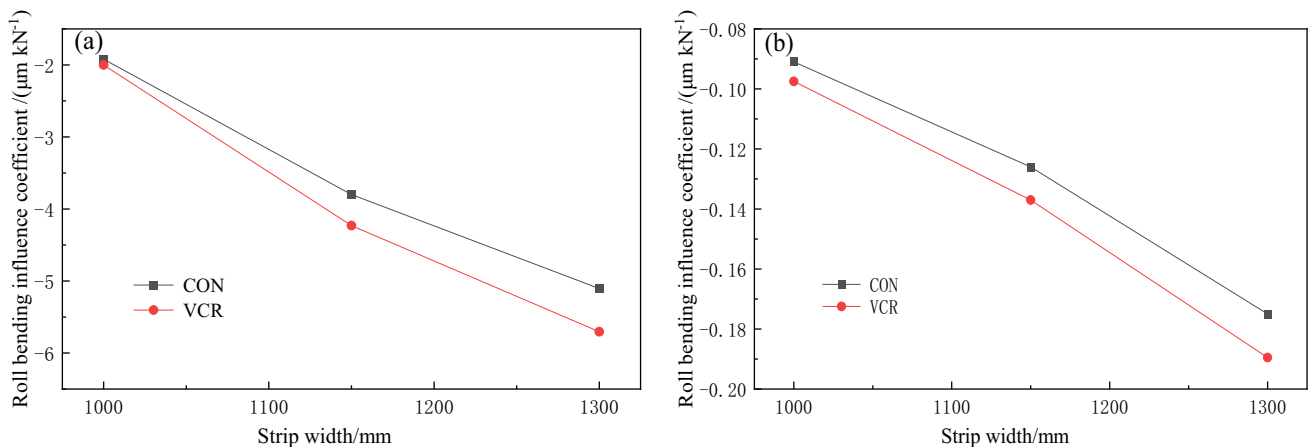 (a)
Roll bending influence coefficient /(μm kN⁻¹)
−2
−3
−4
−5
−6
CON
VCR
1000
1100
1200
1300
Strip width/mm
(b)
Roll bending influence coefficient /(μm kN⁻¹)
−0.08
−0.10
−0.12
−0.14
−0.16
−0.18
−0.20
CON
VCR
1000
1100
1200
1300
Strip width/mm